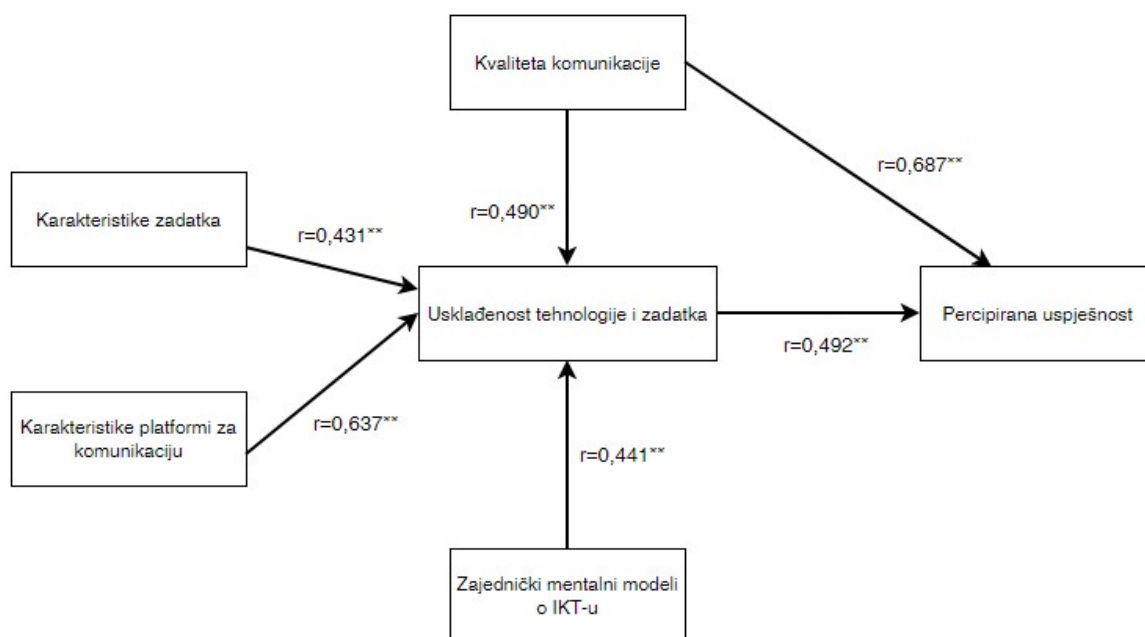 Kvaliteta komunikacije
r=0,687**
r=0,490**
Karakteristike zadatka
r=0,431**
Usklađenost tehnologije i zadatka
Percipirana uspješnost
r=0,492**
Karakteristike platformi za
komunikaciju
r=0,637**
r=0,441**
Zajednički mentalni modeli
o IKT-u